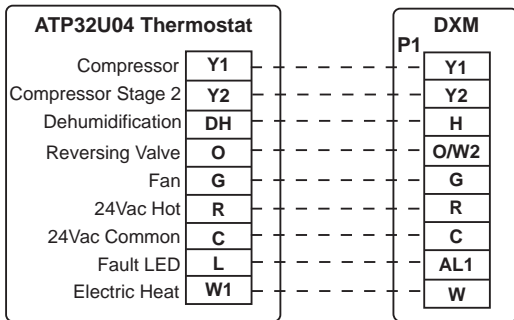 ATP32U04 Thermostat DXM
P1
Compressor Y1 Y1
Compressor Stage 2 Y2 Y2
Dehumidification DH H
Reversing Valve O O/W2
Fan G G
24Vac Hot R R
24Vac Common C C
Fault LED L AL1
Electric Heat W1 W